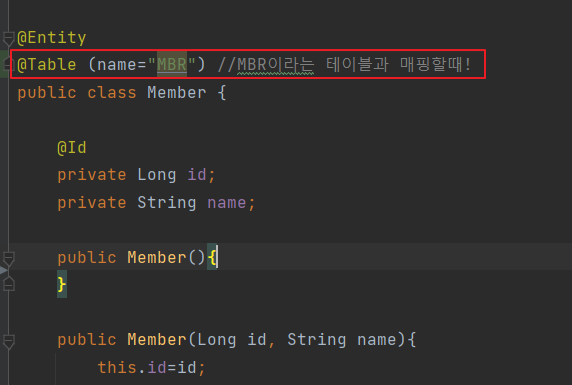 @Entity
@Table (name="MBR") //MBR이라는 테이블과 매핑할때!
public class Member {
@Id
private Long id;
private String name;
public Member(){
}
public Member(Long id, String name){
this.id=id;